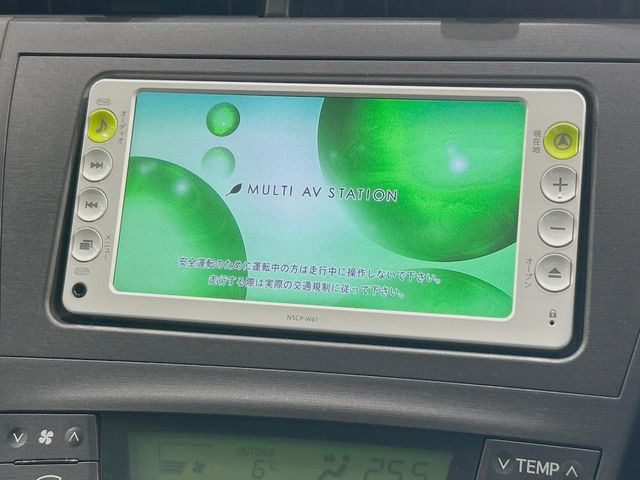 オーディオ
現在地
MULTI AV STATION
安全運転のために運転中の方は走行中に操作しないで下さい。
走行する際は実際の交通規制に従って下さい。
メニュー
DISP
オープン
NSCP-W61
OUTSIDE
6℃
25.5
TEMP